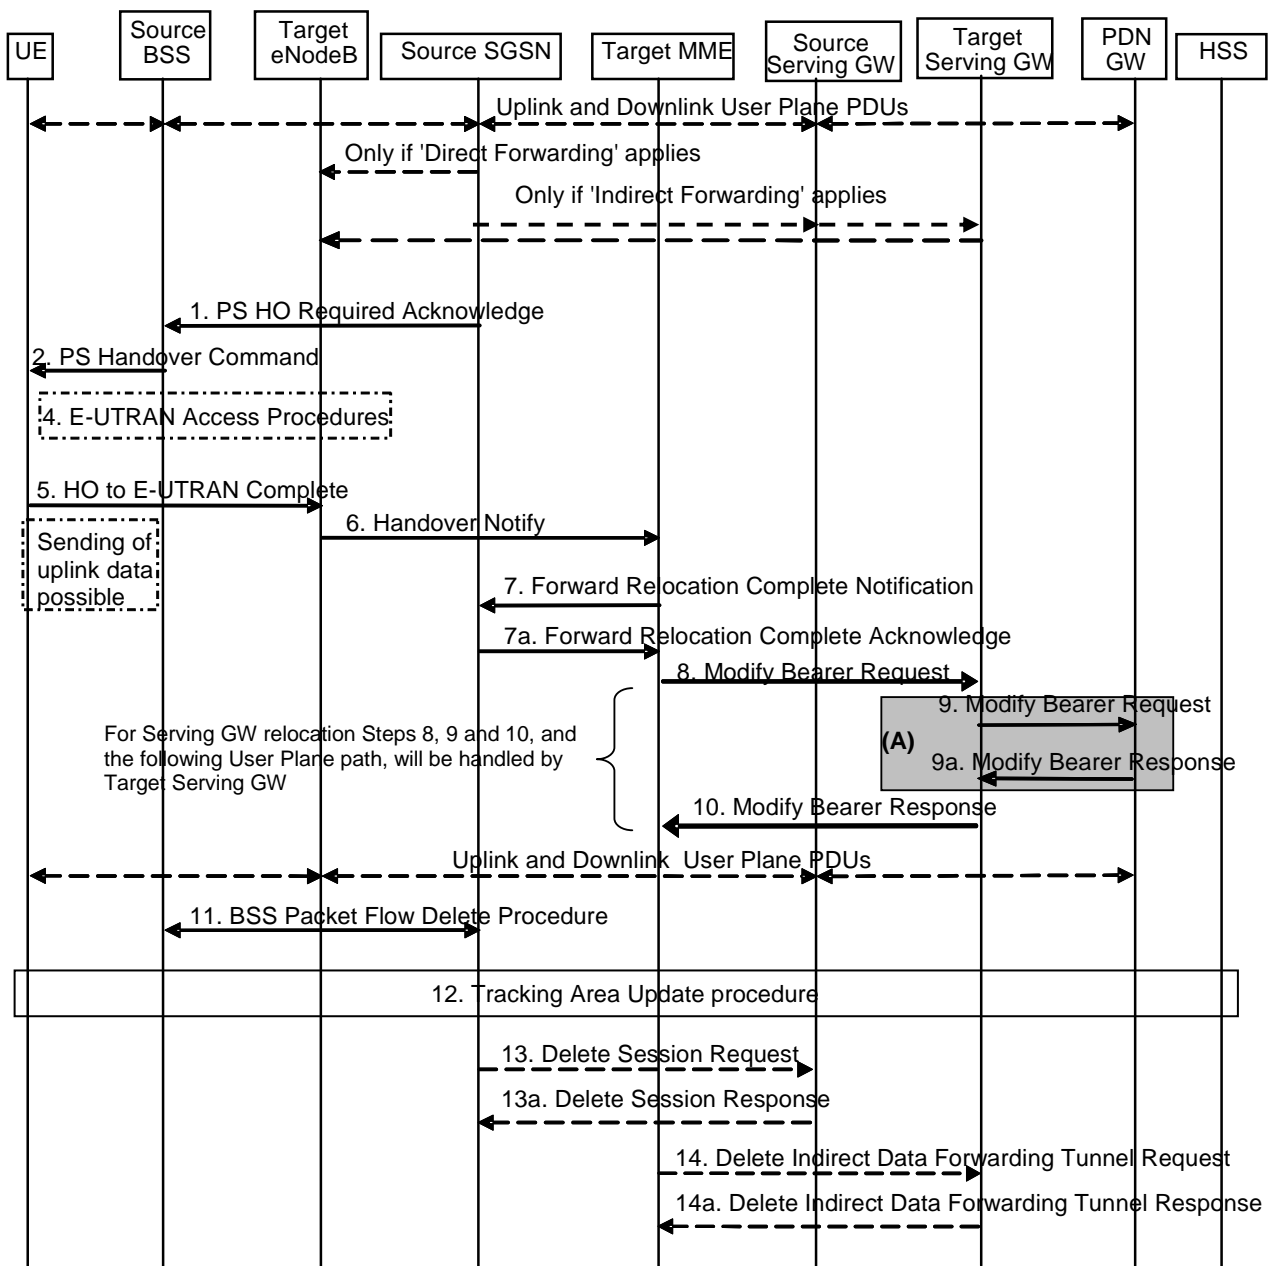 UE
Source
BSS
Target
eNodeB
Source SGSN
Target MME
Source
Serving GW
Target
Serving GW
PDN
GW
HSS
Uplink and Downlink User Plane PDUs
Only if 'Direct Forwarding' applies
Only if 'Indirect Forwarding' applies
1. PS HO Required Acknowledge
2. PS Handover Command
4. E-UTRAN Access Procedures
5. HO to E-UTRAN Complete
6. Handover Notify
Sending of
uplink data
possible
7. Forward Relocation Complete Notification
7a. Forward Relocation Complete Acknowledge
8. Modify Bearer Request
9. Modify Bearer Request
(A)
9a. Modify Bearer Response
For Serving GW relocation Steps 8, 9 and 10, and
the following User Plane path, will be handled by
Target Serving GW
10. Modify Bearer Response
Uplink and Downlink User Plane PDUs
11. BSS Packet Flow Delete Procedure
12. Tracking Area Update procedure
13. Delete Session Request
13a. Delete Session Response
14. Delete Indirect Data Forwarding Tunnel Request
14a. Delete Indirect Data Forwarding Tunnel Response